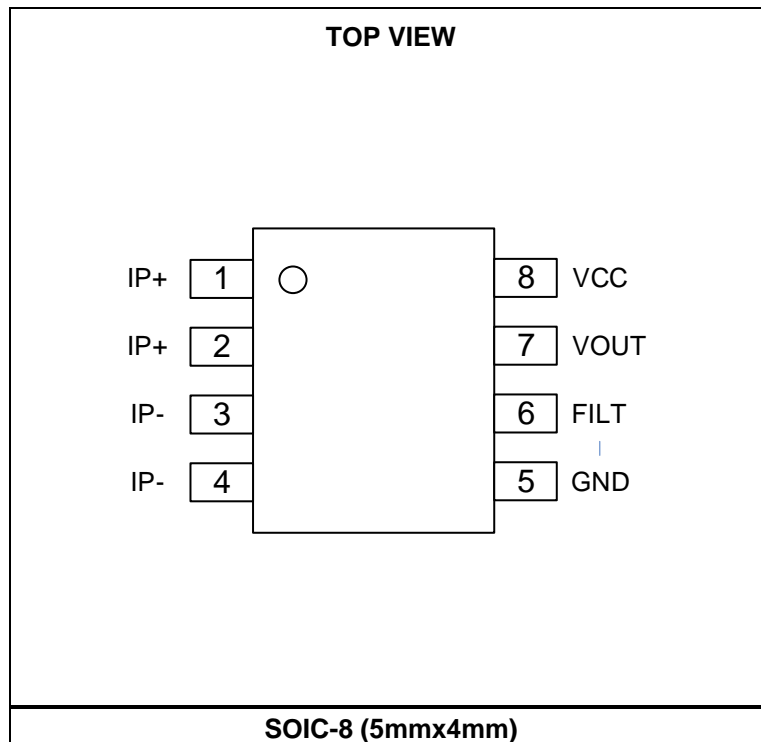 TOP VIEW
IP+ 1 8 VCC
IP+ 2 7 VOUT
IP- 3 6 FILT
IP- 4 5 GND
SOIC-8 (5mmx4mm)